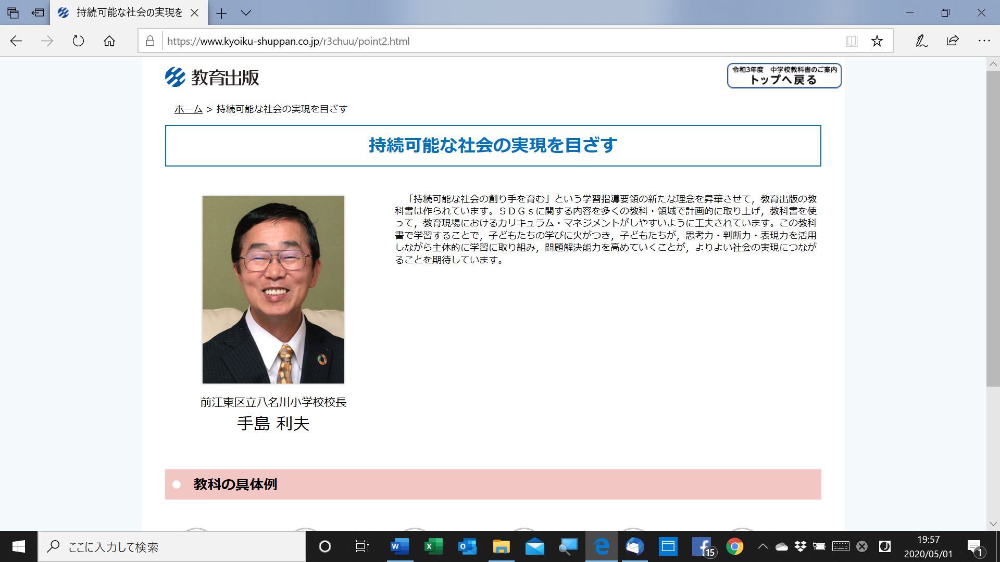 持続可能な社会の実現を
https://www.kyoiku-shuppan.co.jp/r3chuu/point2.html
教育出版
令和3年度 中学校教科書のご案内
トップへ戻る
ホーム > 持続可能な社会の実現を目ざす
持続可能な社会の実現を目ざす
「持続可能な社会の創り手を育む」という学習指導要領の新たな理念を昇華させて，教育出版の教
科書は作られています。ＳＤＧｓに関する内容を多くの教科・領域で計画的に取り上げ，教科書を使
って，教育現場におけるカリキュラム・マネジメントがしやすいように工夫されています。この教科
書で学習することで，子どもたちの学びに火がつき，子どもたちが，思考力・判断力・表現力を活用
しながら主体的に学習に取り組み，問題解決能力を高めていくことが，よりよい社会の実現につなが
ることを期待しています。
前江東区立八名川小学校校長
手島 利夫
教科の具体例
ここに入力して検索
15
19:57
2020/05/01
1